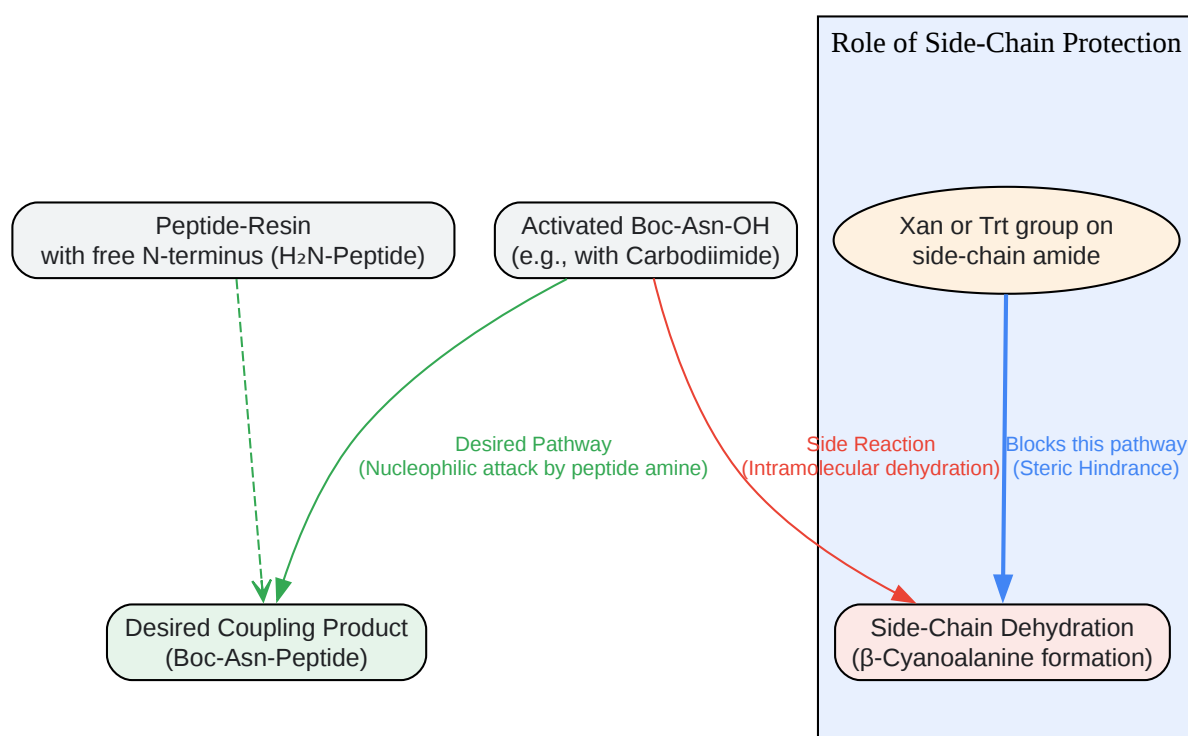 Role of Side-Chain Protection
Peptide-Resin
with free N-terminus (H₂N-Peptide)
Activated Boc-Asn-OH
(e.g., with Carbodiimide)
Xan or Trt group on
side-chain amide
Desired Pathway
(Nucleophilic attack by peptide amine)
Side Reaction
(Intramolecular dehydration)
Blocks this pathway
(Steric Hindrance)
Desired Coupling Product
(Boc-Asn-Peptide)
Side-Chain Dehydration
(β-Cyanoalanine formation)